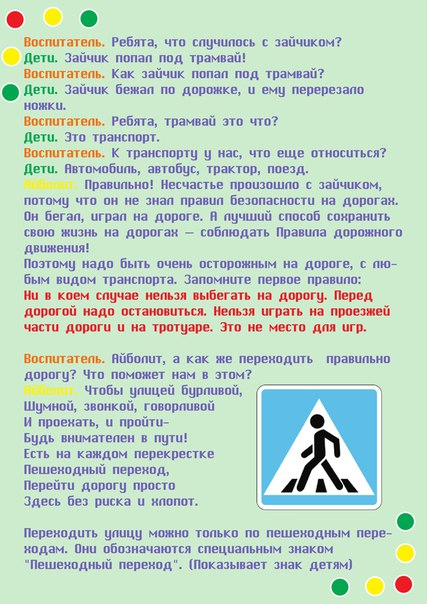 Воспитатель. Ребята, что случилось с зайчиком?
Дети. Зайчик попал под трамвай!
Воспитатель. Как зайчик попал под трамвай?
Дети. Зайчик бежал по дорожке, и ему перерезало
ножки.
Воспитатель. Ребята, трамвай это что?
Дети. Это транспорт.
Воспитатель. К транспорту у нас, что еще относиться?
Дети. Автомобиль, автобус, трактор, поезд.
Айболит. Правильно! Несчастье произошло с зайчиком,
потому что он не знал правил безопасности на дорогах.
Он бегал, играл на дороге. А лучший способ сохранить
свою жизнь на дорогах – соблюдать Правила дорожного
движения!
Поэтому надо быть очень осторожным на дороге, с лю-
бым видом транспорта. Запомните первое правило:
Ни в коем случае нельзя выбегать на дорогу. Перед
дорогой надо остановиться. Нельзя играть на проезжей
части дороги и на тротуаре. Это не место для игр.
Воспитатель. Айболит, а как же переходить правильно
дорогу? Что поможет нам в этом?
Айболит. Чтобы улицей бурливой,
Шумной, звонкой, говорливой
И проехать, и пройти-
Будь внимателен в пути!
Есть на каждом перекрестке
Пешеходный переход,
Перейти дорогу просто
Здесь без риска и хлопот.
Переходить улицу можно только по пешеходным пере-
ходам. Они обозначаются специальным знаком
"Пешеходный переход". (Показывает знак детям)